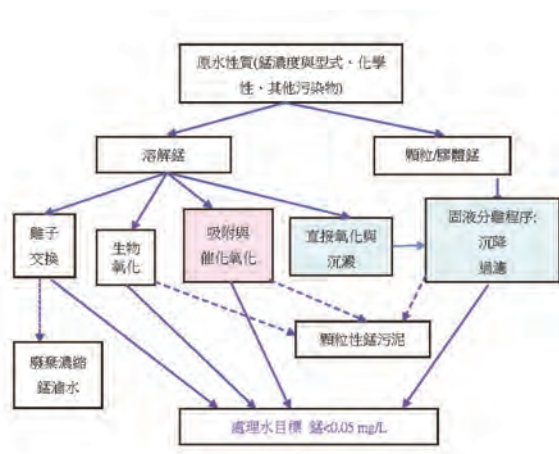 原水性質(錳濃度與型式、化學
性、其他污染物)
溶解錳
顆粒/膠體錳
離子
交換
生物
氧化
吸附與
催化氧化
直接氧化與
沉澱
固液分離程序:
沉降
過濾
顆粒性錳污泥
廢棄濃縮
錳濾水
處理水目標 錳<0.05 mg/L